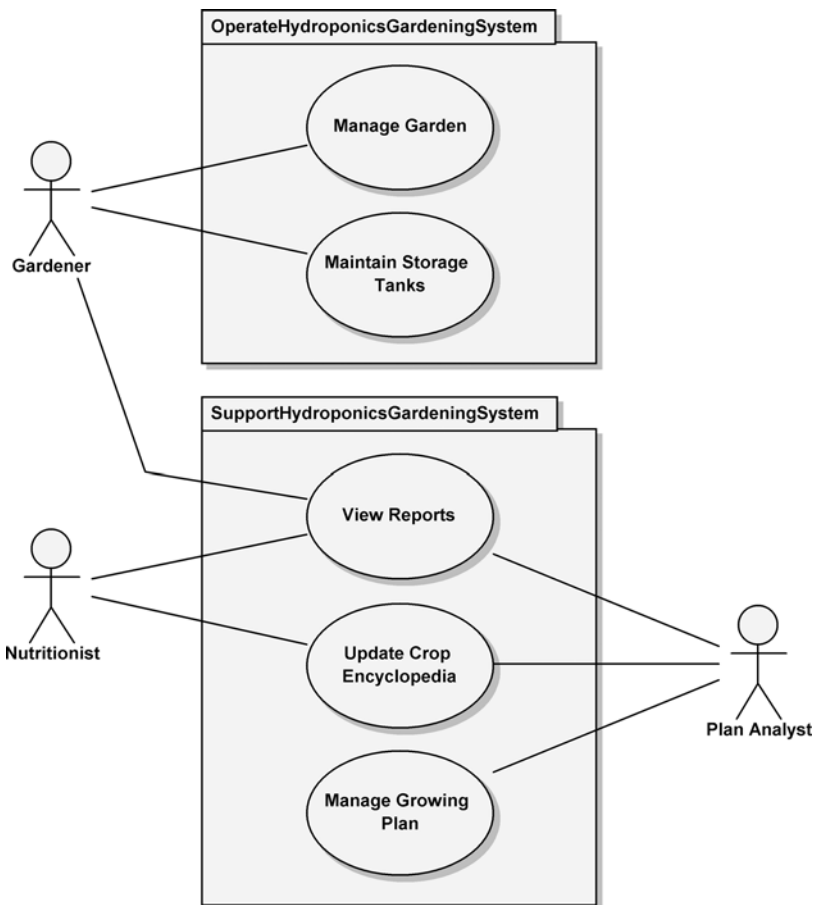 OperateHydroponicsGardeningSystem
Manage Garden
Maintain Storage
Tanks
Gardener
SupportHydroponicsGardeningSystem
View Reports
Nutritionist
Update Crop
Encyclopedia
Plan Analyst
Manage Growing
Plan